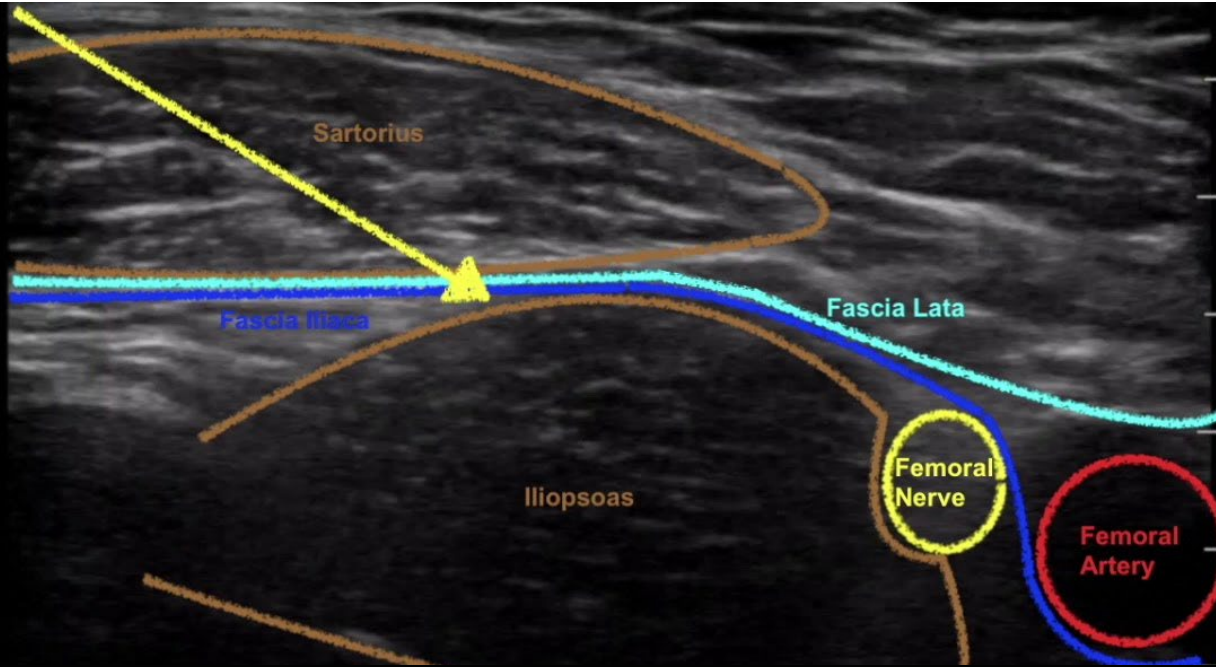 Sartorius
Fascia Iliaca
Fascia Lata
Femoral
Nerve
Iliopsoas
Femoral
Artery